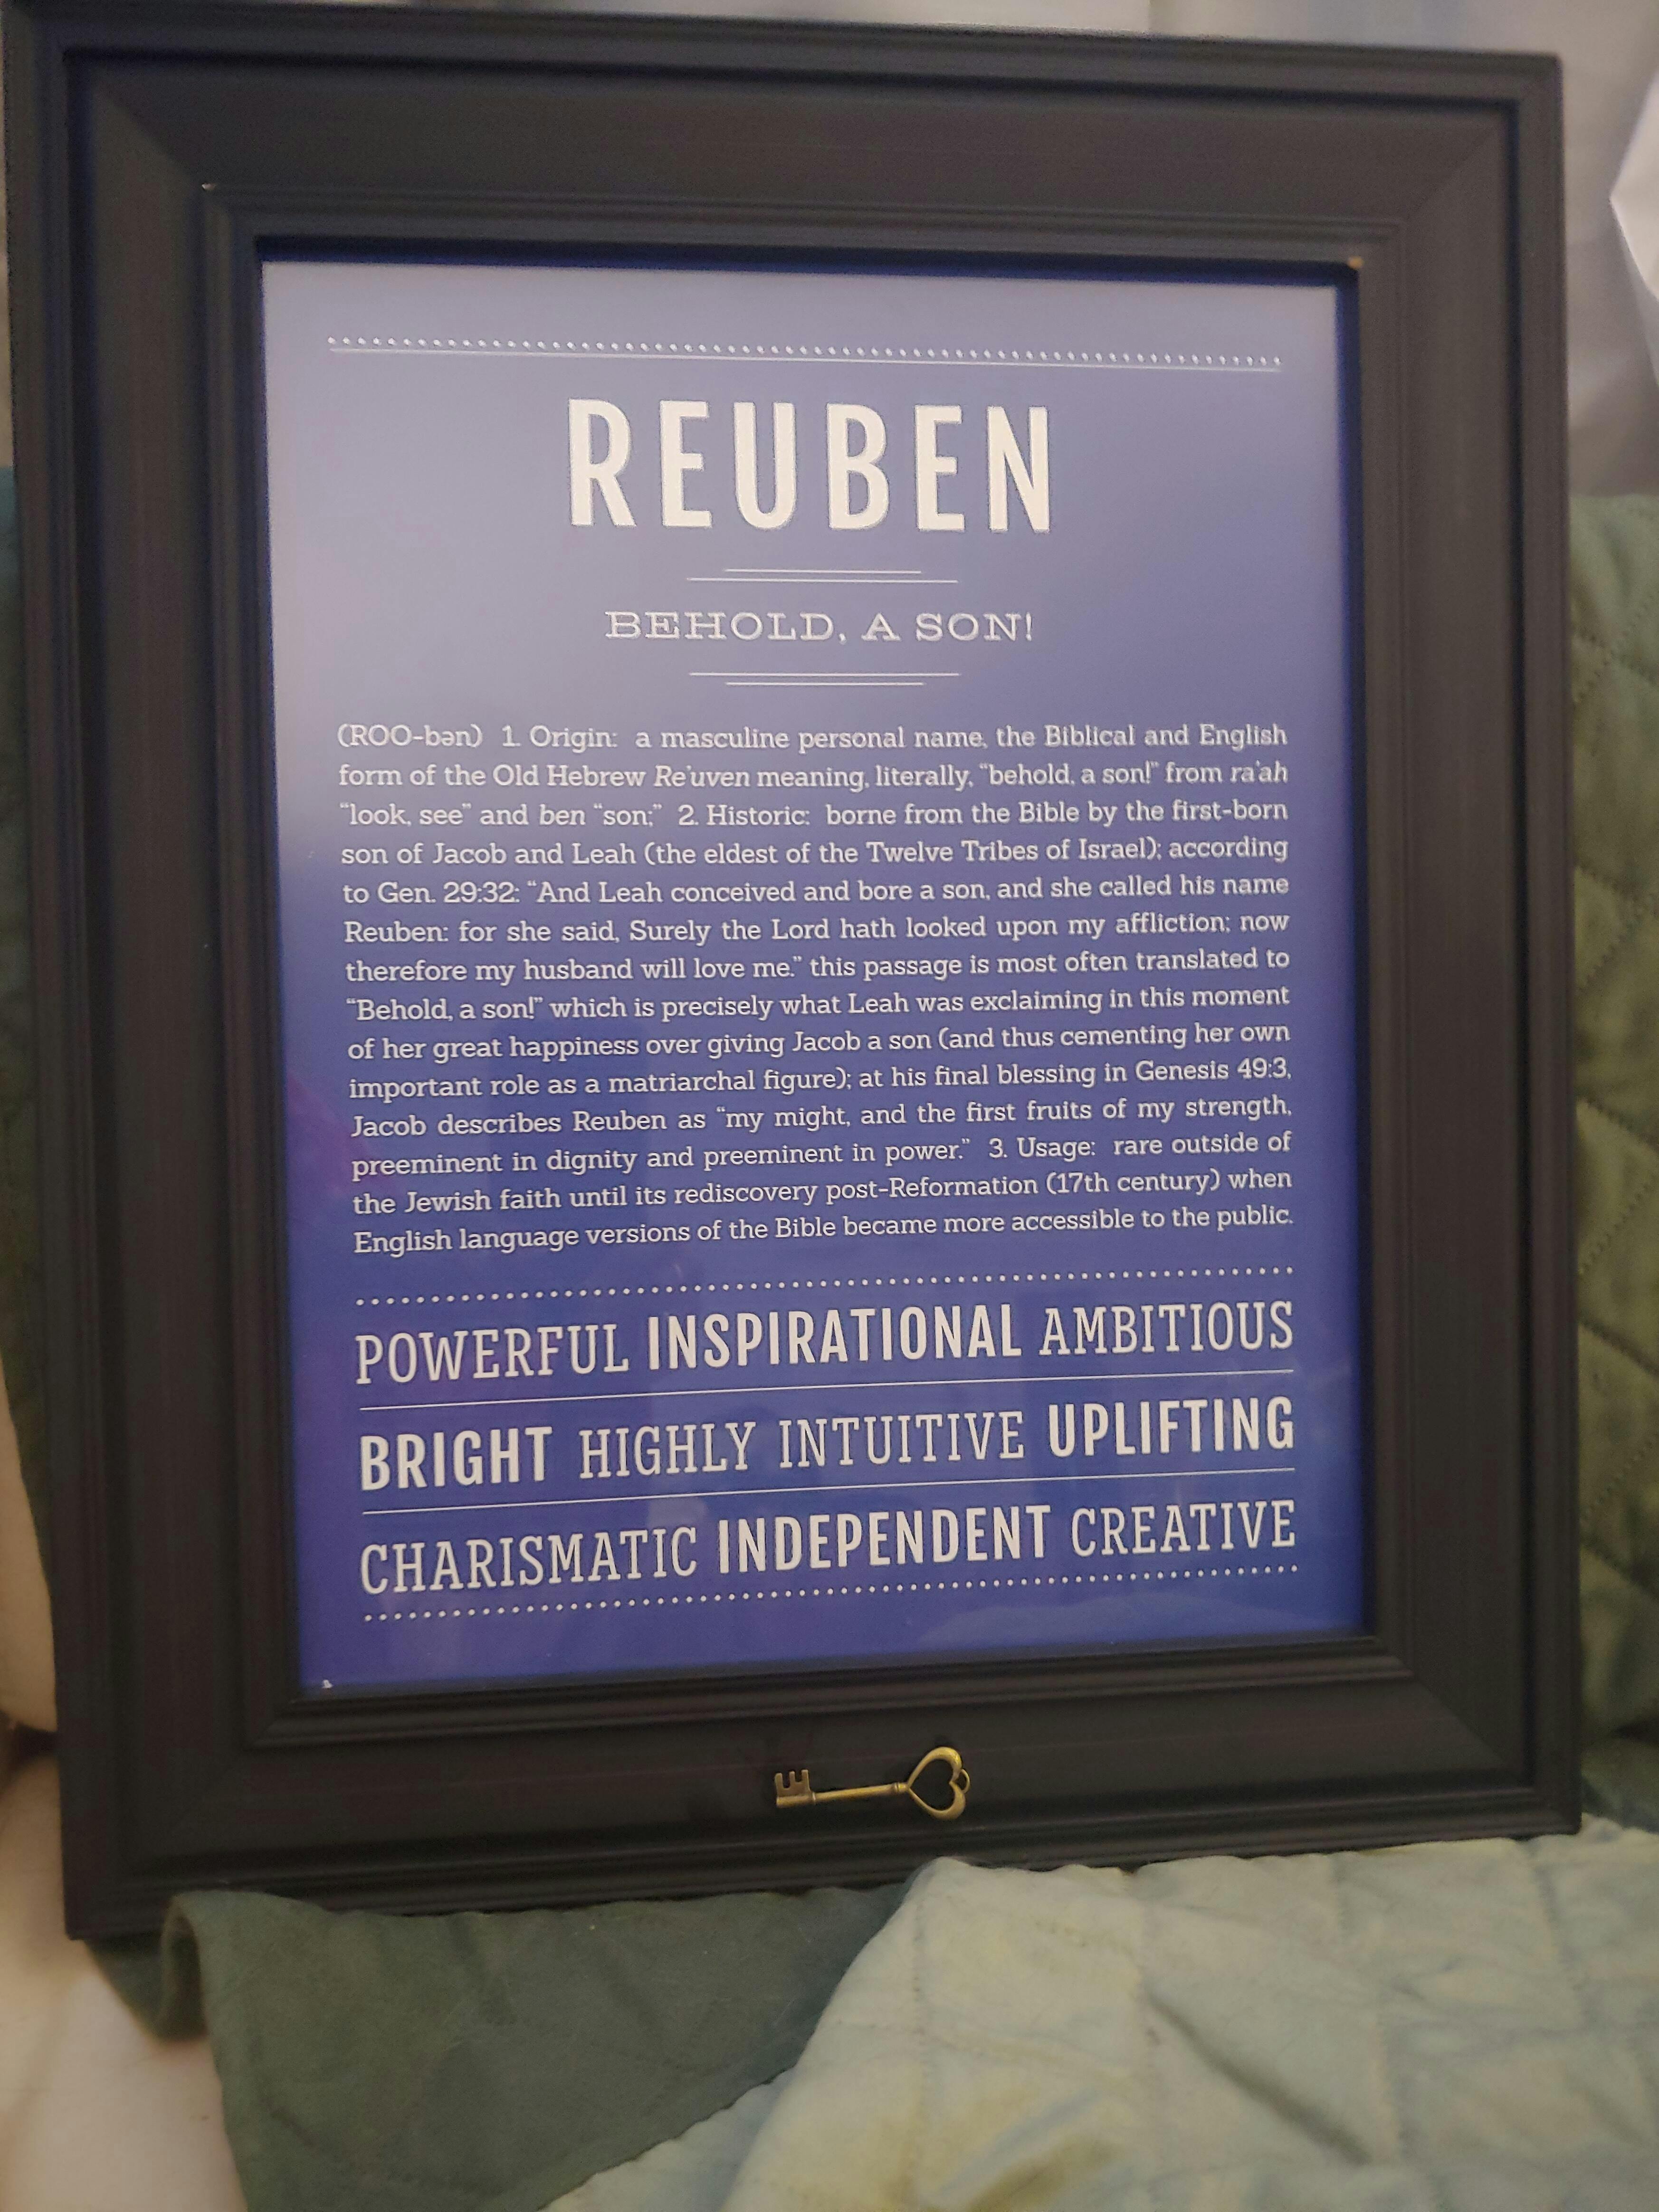 REUBEN
BEHOLD, A SON!
(ROO-bən) 1. Origin: a masculine personal name, the Biblical and English
form of the Old Hebrew Re'uven meaning, literally, “behold, a son!” from ra'ah
“look, see” and ben “son;” 2. Historic: borne from the Bible by the first-born
son of Jacob and Leah (the eldest of the Twelve Tribes of Israel); according
to Gen. 29:32: “And Leah conceived and bore a son, and she called his name
Reuben: for she said, Surely the Lord hath looked upon my affliction; now
therefore my husband will love me.” this passage is most often translated to
“Behold, a son!” which is precisely what Leah was exclaiming in this moment
of her great happiness over giving Jacob a son (and thus cementing her own
important role as a matriarchal figure); at his final blessing in Genesis 49:3,
Jacob describes Reuben as “my might, and the first fruits of my strength,
preeminent in dignity and preeminent in power.” 3. Usage: rare outside of
the Jewish faith until its rediscovery post-Reformation (17th century) when
English language versions of the Bible became more accessible to the public.
POWERFUL INSPIRATIONAL AMBITIOUS
BRIGHT HIGHLY INTUITIVE UPLIFTING
CHARISMATIC INDEPENDENT CREATIVE